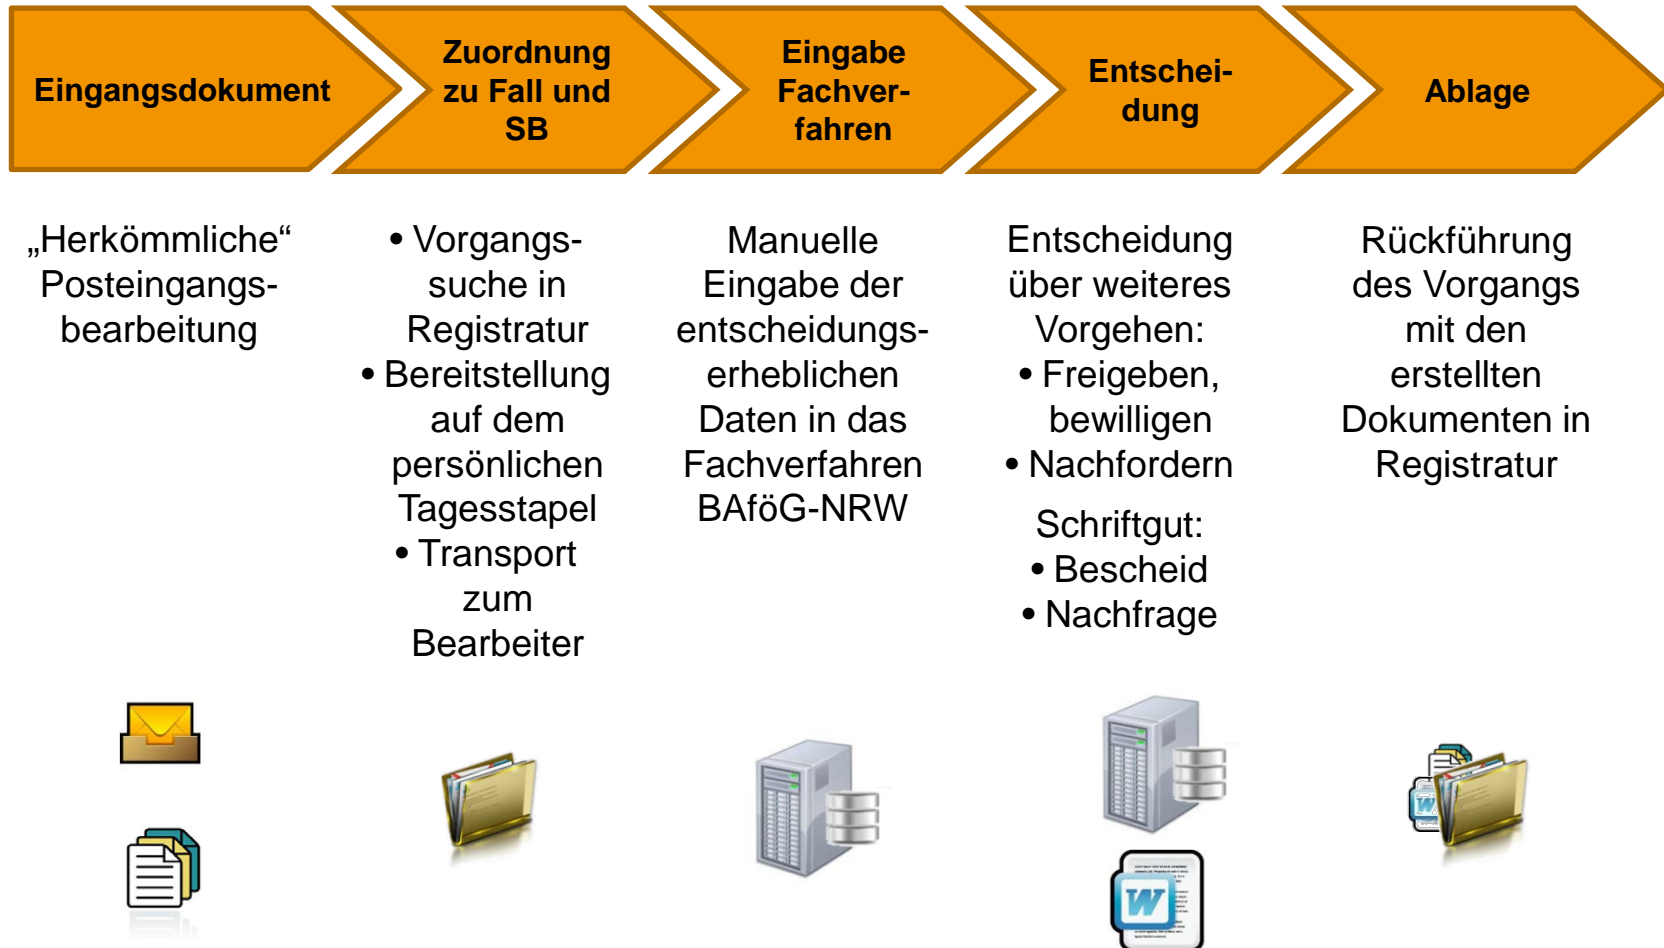 Eingangsdokument
Zuordnung
zu Fall und
SB
Eingabe
Fachver-
fahren
Entschei-
dung
Ablage
„Herkömmliche“
Posteingangs-
bearbeitung
• Vorgangs-
suche in
Registratur
• Bereitstellung
auf dem
persönlichen
Tagesstapel
• Transport
zum
Bearbeiter
Manuelle
Eingabe der
entscheidungs-
erheblichen
Daten in das
Fachverfahren
BAföG-NRW
Entscheidung
über weiteres
Vorgehen:
• Freigeben,
bewilligen
• Nachfordern
Schriftgut:
• Bescheid
• Nachfrage
Rückführung
des Vorgangs
mit den
erstellten
Dokumenten in
Registratur
W
W